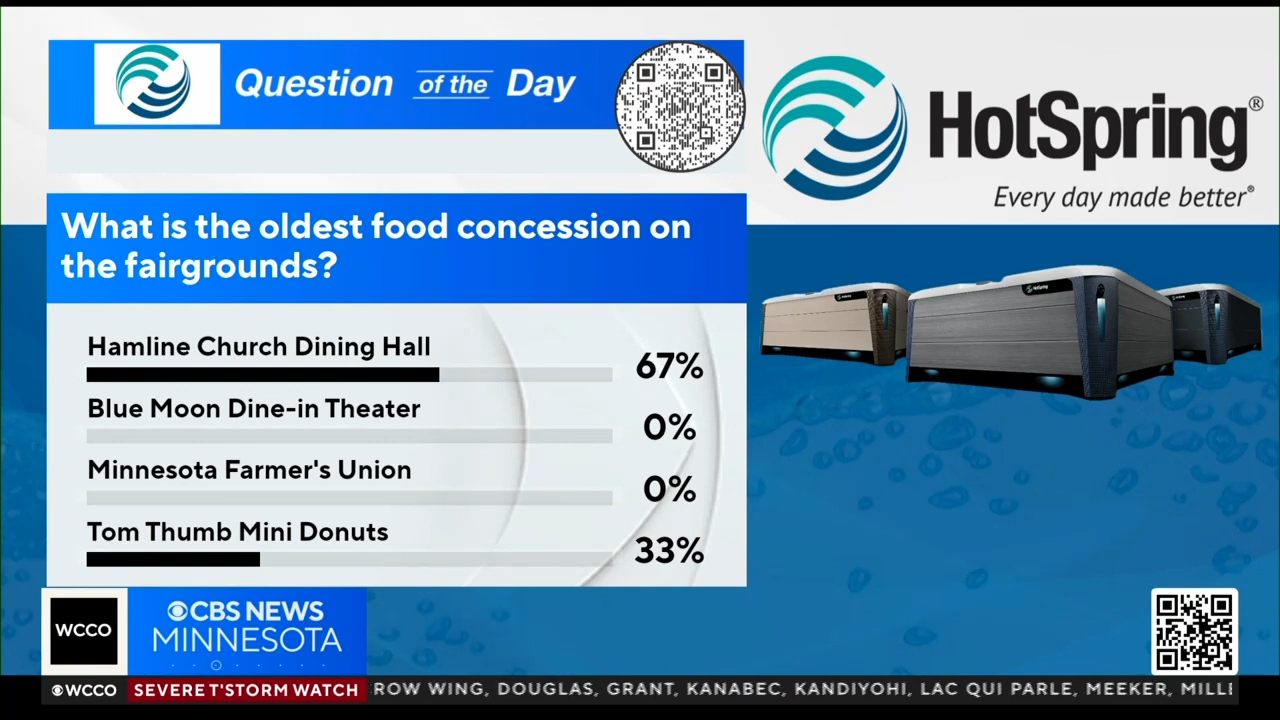 Question of the Day
HotSpring®
Every day made better®
What is the oldest food concession on
the fairgrounds?
Hamline Church Dining Hall
67%
Blue Moon Dine-in Theater
0%
Minnesota Farmer's Union
0%
Tom Thumb Mini Donuts
33%
WCCO
CBS NEWS
MINNESOTA
WCCO SEVERE T'STORM WATCH ROW WING, DOUGLAS, GRANT, KANABEC, KANDIYOHI, LAC QUI PARLE, MEEKER, MILL